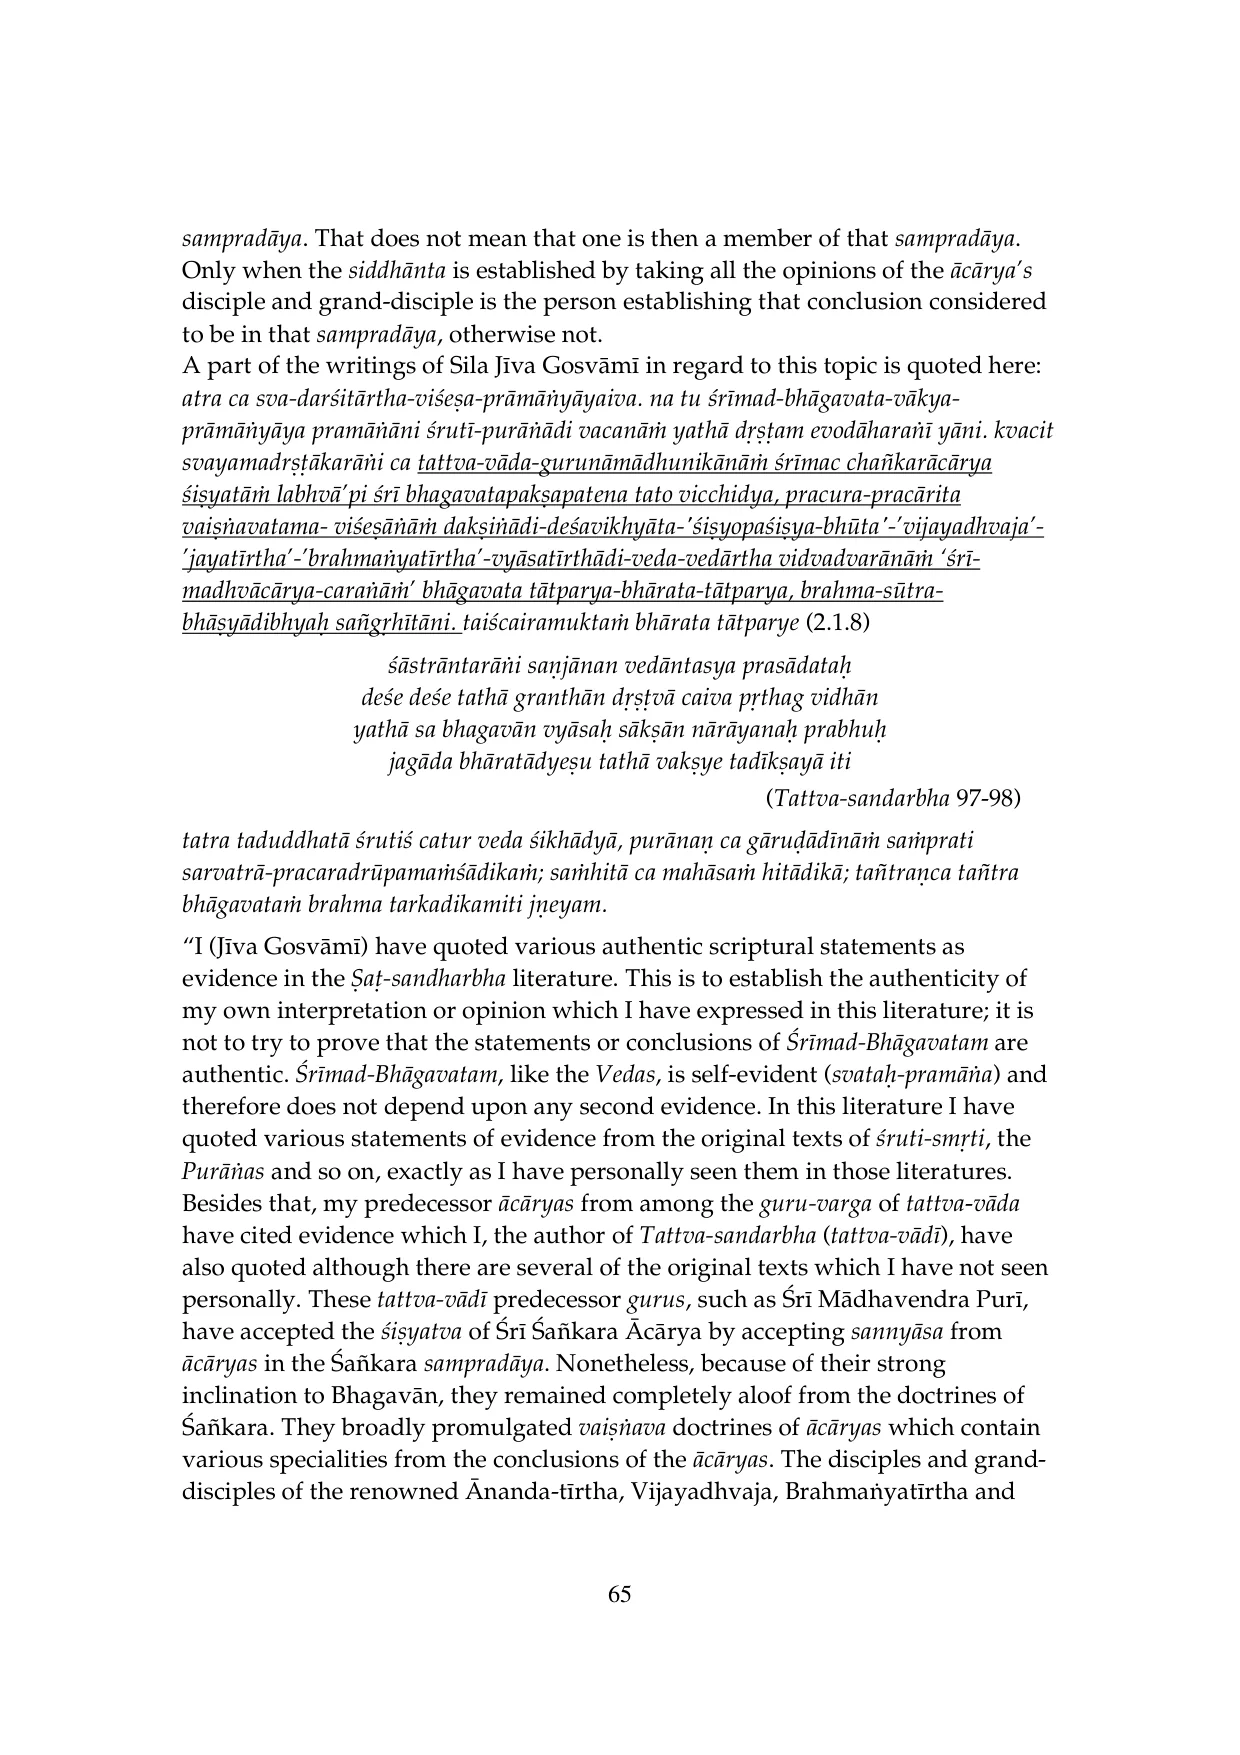 sampradāya. That does not mean that one is then a member of that sampradāya.
Only when the siddhānta is established by taking all the opinions of the ācārya’s
disciple and grand-disciple is the person establishing that conclusion considered
to be in that sampradāya, otherwise not.
A part of the writings of Sila Jīva Gosvāmī in regard to this topic is quoted here:
atra ca sva-darśitārtha-viśeṣa-prāmāṅyāyaiva. na tu śrīmad-bhāgavata-vākya-
prāmāṅyāya pramāṅāni śrutī-purāṅādi vacanāṁ yathā dṛṣṭam evodāharaṅī yāni. kvacit
svayamadṛṣṭākarāṅi ca tattva-vāda-gurunāmādhunikānāṁ śrīmac chañkarācārya
śiṣyatāṁ labhvā’pi śrī bhagavatapakṣapatena tato vicchidya, pracura-pracārita
vaiṣṅavatama- viśeṣāṅāṁ dakṣiṅādi-deśavikhyāta-'śiṣyopaśiṣya-bhūta'-’vijayadhvaja’-
’jayatīrtha’-’brahmaṅyatīrtha’-vyāsatīrthādi-veda-vedārtha vidvadvarānāṁ ‘śrī-
madhvācārya-caraṅāṁ’ bhāgavata tātparya-bhārata-tātparya, brahma-sūtra-
bhāṣyādibhyaḥ sañgṛhītāni. taiścairamuktaṁ bhārata tātparye (2.1.8)
śāstrāntarāṅi saṇjānan vedāntasya prasādataḥ
deśe deśe tathā granthān dṛṣṭvā caiva pṛthag vidhān
yathā sa bhagavān vyāsaḥ sākṣān nārāyanaḥ prabhuḥ
jagāda bhāratādyeṣu tathā vakṣye tadīkṣayā iti
(Tattva-sandarbha 97-98)
tatra taduddhatā śrutiś catur veda śikhādyā, purānaṇ ca gāruḍādīnāṁ saṁprati
sarvatrā-pracaradrūpamaṁśādikaṁ; saṁhitā ca mahāsaṁ hitādikā; tañtraṇca tañtra
bhāgavataṁ brahma tarkadikamiti jṇeyam.
“I (Jīva Gosvāmī) have quoted various authentic scriptural statements as
evidence in the Ṣaṭ-sandharbha literature. This is to establish the authenticity of
my own interpretation or opinion which I have expressed in this literature; it is
not to try to prove that the statements or conclusions of Śrīmad-Bhāgavatam are
authentic. Śrīmad-Bhāgavatam, like the Vedas, is self-evident (svataḥ-pramāṅa) and
therefore does not depend upon any second evidence. In this literature I have
quoted various statements of evidence from the original texts of śruti-smṛti, the
Purāṅas and so on, exactly as I have personally seen them in those literatures.
Besides that, my predecessor ācāryas from among the guru-varga of tattva-vāda
have cited evidence which I, the author of Tattva-sandarbha (tattva-vādī), have
also quoted although there are several of the original texts which I have not seen
personally. These tattva-vādī predecessor gurus, such as Śrī Mādhavendra Purī,
have accepted the śiṣyatva of Śrī Śañkara Ācārya by accepting sannyāsa from
ācāryas in the Śañkara sampradāya. Nonetheless, because of their strong
inclination to Bhagavān, they remained completely aloof from the doctrines of
Śañkara. They broadly promulgated vaiṣṅava doctrines of ācāryas which contain
various specialities from the conclusions of the ācāryas. The disciples and grand-
disciples of the renowned Ānanda-tīrtha, Vijayadhvaja, Brahmaṅyatīrtha and
65